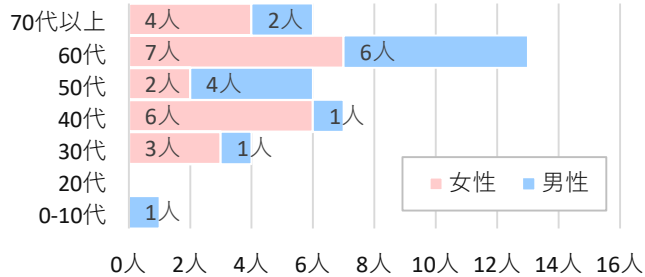 70代以上 4人 2人
60代 7人 6人
50代 2人 4人
40代 6人 1人
30代 3人 1人
20代
0-10代 1人
女性 男性
0人 2人 4人 6人 8人 10人 12人 14人 16人